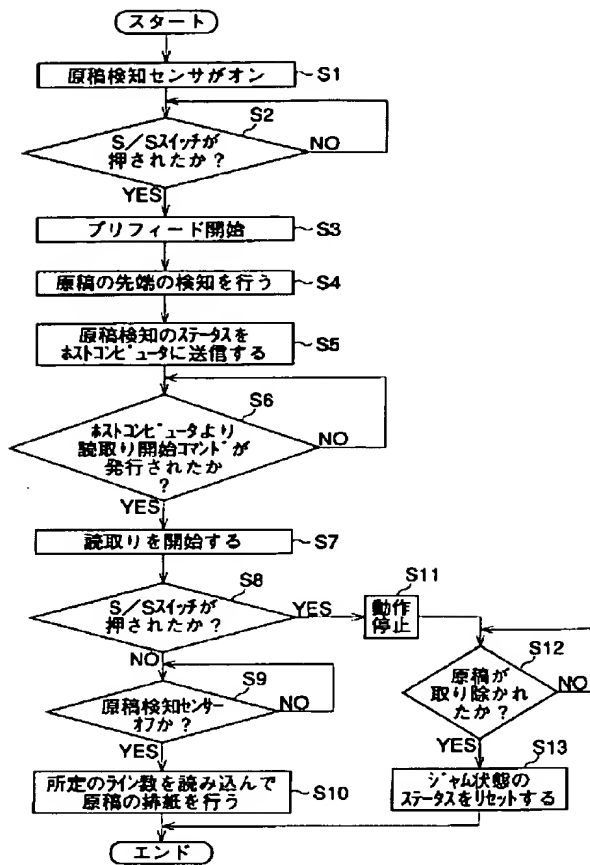 スタート
原稿検知センサがオン
S1
S2
S/Sスイッチが
押されたか?
NO
YES
プリフィード開始
S3
原稿の先端の検知を行う
S4
原稿検知のステータスを
ホストコンピュータに送信する
S5
S6
ホストコンピュータより
読取り開始コマンドが
発行されたか
?
NO
YES
読取りを開始する
S7
S8
S/Sスイッチが
押されたか?
YES
NO
S9
原稿検知センサー
オフか?
NO
YES
所定のライン数を読み込んで
原稿の排紙を行う
S10
S11
動作
停止
S12
原稿が
取り除かれ
たか?
NO
YES
S13
ジャム状態の
ステータスをリセットする
エンド